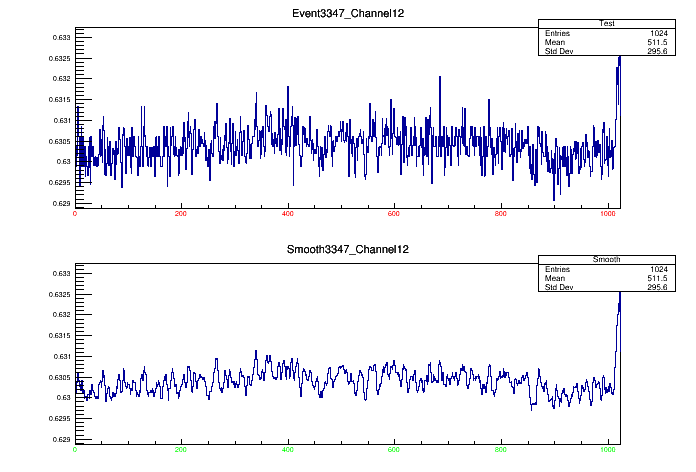 Event3347_Channel12
Test
Entries 1024
Mean 511.5
Std Dev 295.6
0.633
0.6325
0.632
0.6315
0.631
0.6305
0.63
0.6295
0.629
0 200 400 600 800 1000
Smooth3347_Channel12
Smooth
Entries 1024
Mean 511.5
Std Dev 295.6
0.633
0.6325
0.632
0.6315
0.631
0.6305
0.63
0.6295
0.629
0 200 400 600 800 1000